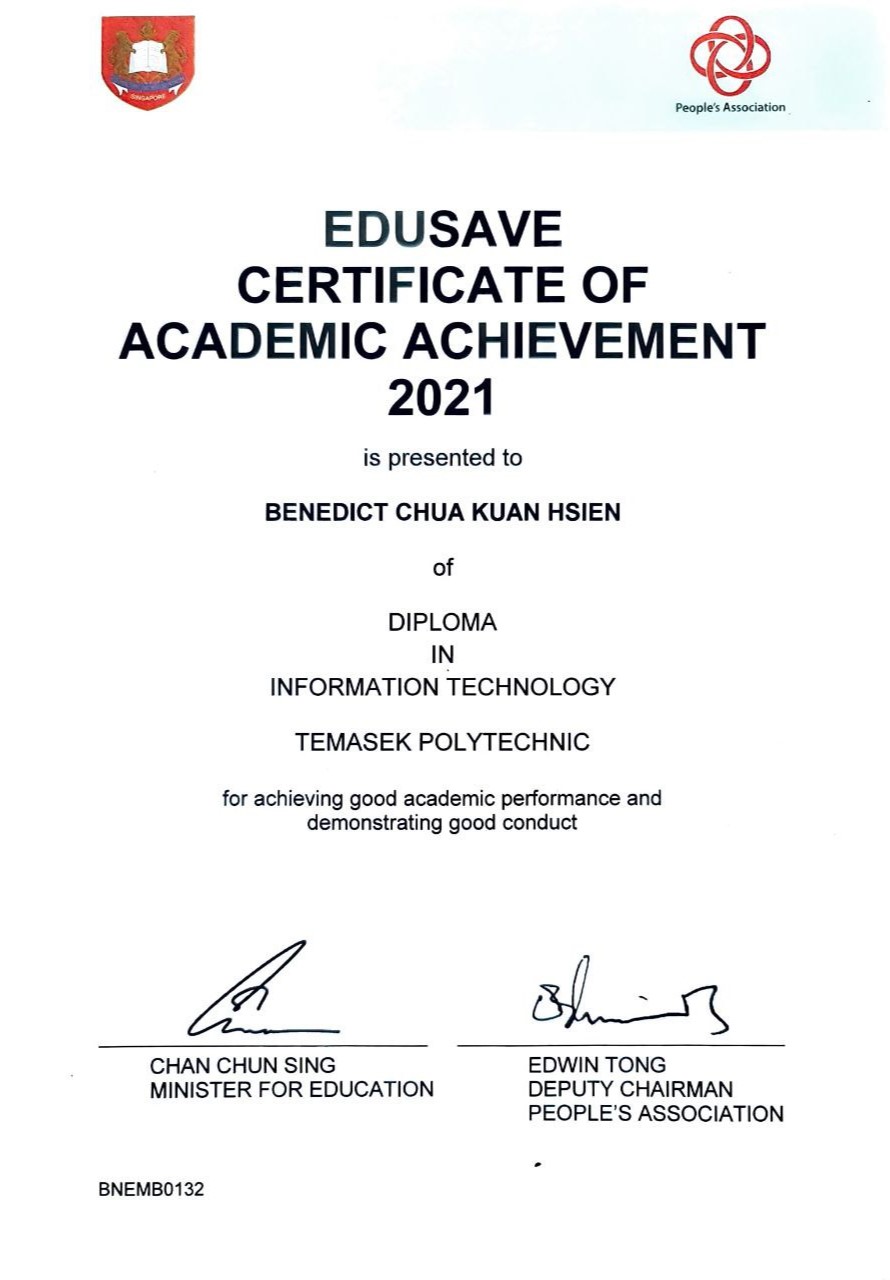 SINGAPORE
People's Association
EDUSAVE
CERTIFICATE OF
ACADEMIC ACHIEVEMENT
2021
is presented to
BENEDICT CHUA KUAN HSIEN
of
DIPLOMA
IN
INFORMATION TECHNOLOGY
TEMASEK POLYTECHNIC
for achieving good academic performance and
demonstrating good conduct
CHAN CHUN SING
MINISTER FOR EDUCATION
EDWIN TONG
DEPUTY CHAIRMAN
PEOPLE'S ASSOCIATION
BNEMB0132